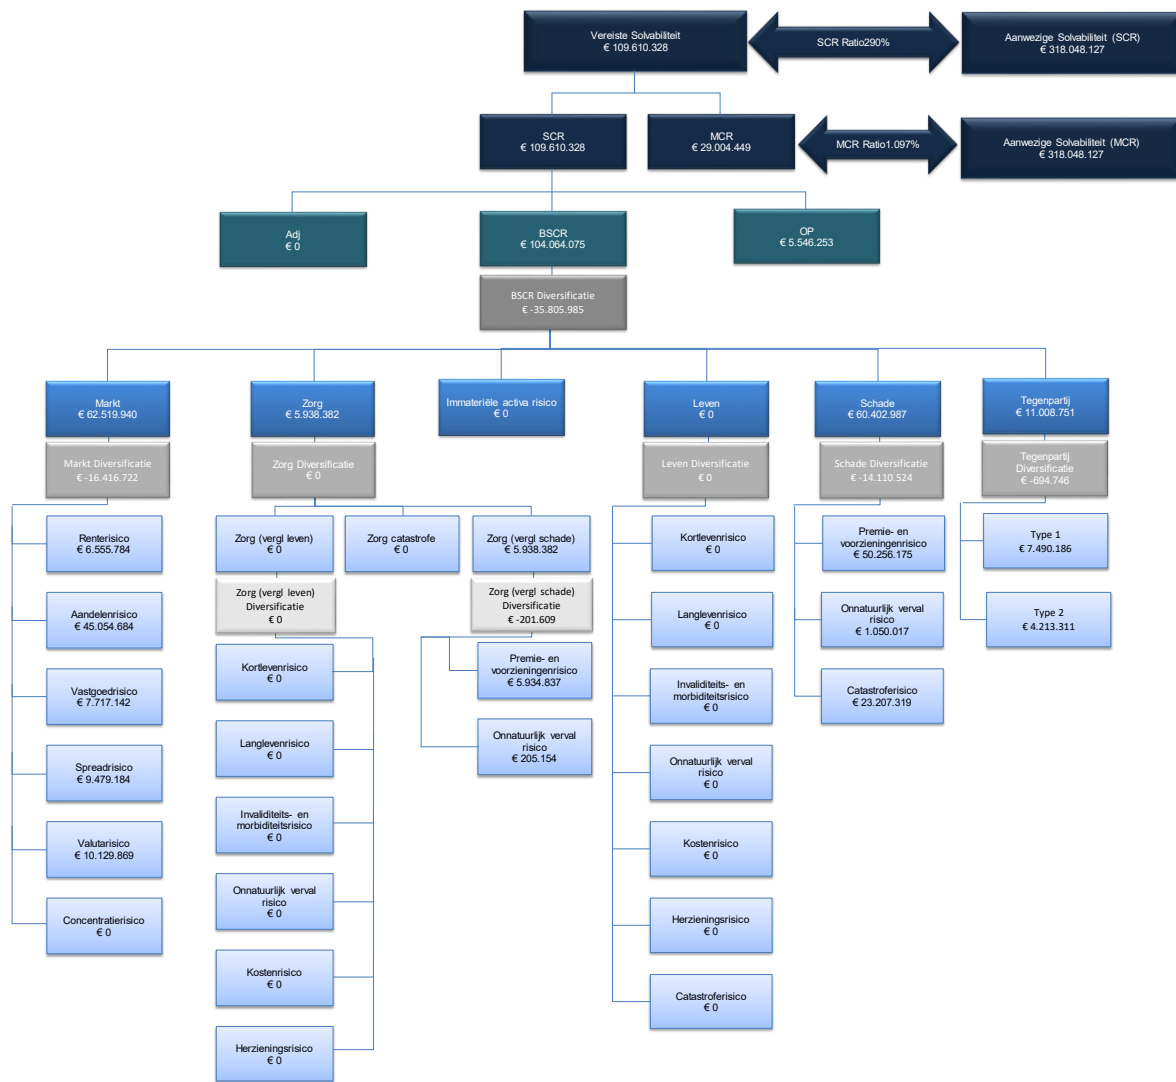 Vereiste Solvabiliteit
€ 109.610.328
SCR Ratio290%
Aanwezige Solvabiliteit (SCR)
€ 318.048.127
SCR
€ 109.610.328
MCR
€ 29.004.449
MCR Ratio1.097%
Aanwezige Solvabiliteit (MCR)
€ 318.048.127
Adj
€ 0
BSCR
€ 104.064.075
OP
€ 5.546.253
BSCR Diversificatie
€ -35.805.985
Markt
€ 62.519.940
Zorg
€ 5.938.382
Immateriële activa risico
€ 0
Leven
€ 0
Schade
€ 60.402.987
Tegenpartij
€ 11.008.751
Markt Diversificatie
€ -16.416.722
Zorg Diversificatie
€ 0
Leven Diversificatie
€ 0
Schade Diversificatie
€ -14.110.524
Tegenpartij
Diversificatie
€ -694.746
Renterisico
€ 6.555.784
Aandelenrisico
€ 45.054.684
Vastgoedrisico
€ 7.717.142
Spreadrisico
€ 9.479.184
Valutarisico
€ 10.129.869
Concentratierisico
€ 0
Zorg (vergl leven)
€ 0
Zorg catastrofe
€ 0
Zorg (vergl schade)
€ 5.938.382
Zorg (vergl leven)
Diversificatie
€ 0
Zorg (vergl schade)
Diversificatie
€ -201.609
Kortlevenrisico
€ 0
Langlevenrisico
€ 0
Invaliditeits- en
morbiditeitsrisico
€ 0
Onnatuurlijk verval
risico
€ 0
Kostenrisico
€ 0
Herzieningsrisico
€ 0
Premie- en
voorzieningenrisico
€ 5.934.837
Onnatuurlijk verval
risico
€ 205.154
Kortlevenrisico
€ 0
Langlevenrisico
€ 0
Invaliditeits- en
morbiditeitsrisico
€ 0
Onnatuurlijk verval
risico
€ 0
Kostenrisico
€ 0
Herzieningsrisico
€ 0
Catastroferisico
€ 0
Premie- en
voorzieningenrisico
€ 50.256.175
Onnatuurlijk verval
risico
€ 1.050.017
Catastroferisico
€ 23.207.319
Type 1
€ 7.490.186
Type 2
€ 4.213.311